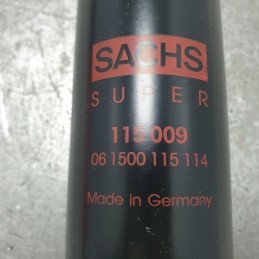 SACHS
SUPER
115 009
06 1500 115 114
Made in Germany